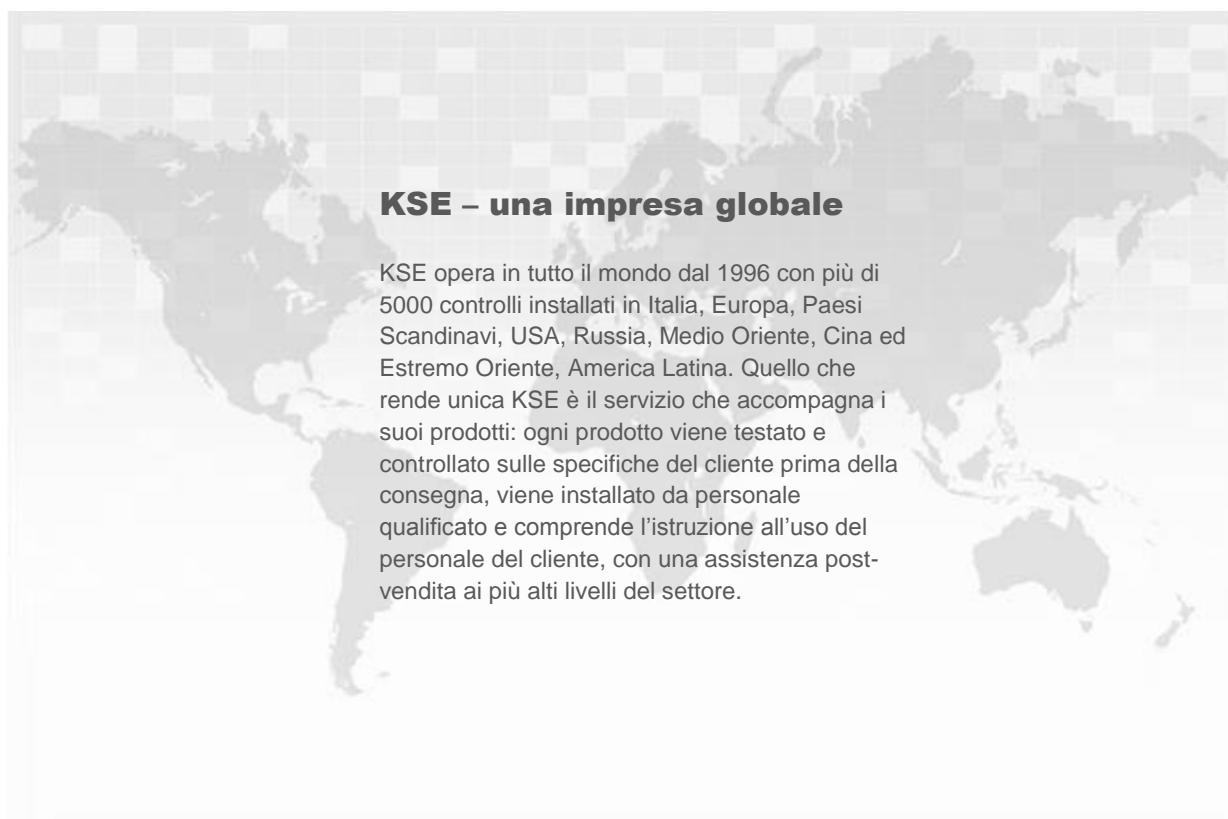 KSE – una impresa globale
KSE opera in tutto il mondo dal 1996 con più di
5000 controlli installati in Italia, Europa, Paesi
Scandinavi, USA, Russia, Medio Oriente, Cina ed
Estremo Oriente, America Latina. Quello che
rende unica KSE è il servizio che accompagna i
suoi prodotti: ogni prodotto viene testato e
controllato sulle specifiche del cliente prima della
consegna, viene installato da personale
qualificato e comprende l’istruzione all’uso del
personale del cliente, con una assistenza post-
vendita ai più alti livelli del settore.